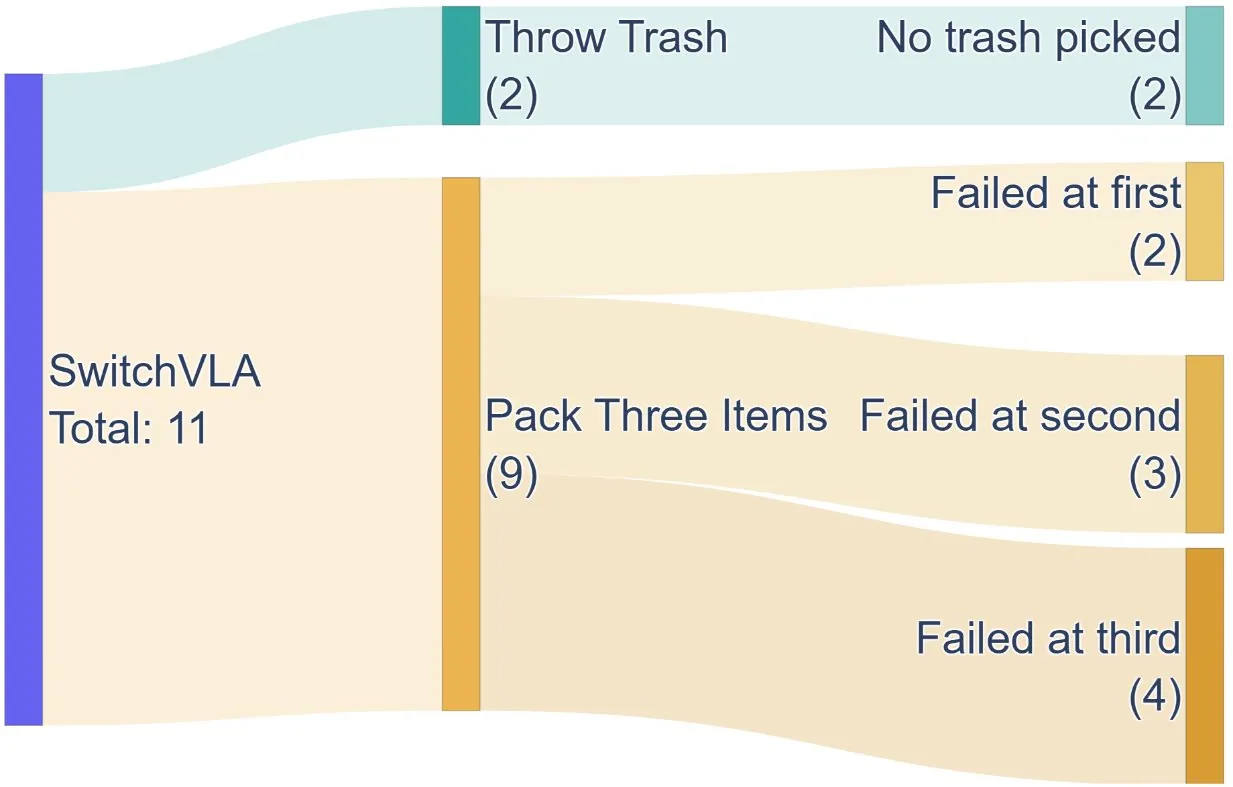 Throw Trash
(2)
No trash picked
(2)
Failed at first
(2)
SwitchVLA
Total: 11
Pack Three Items
(9)
Failed at second
(3)
Failed at third
(4)